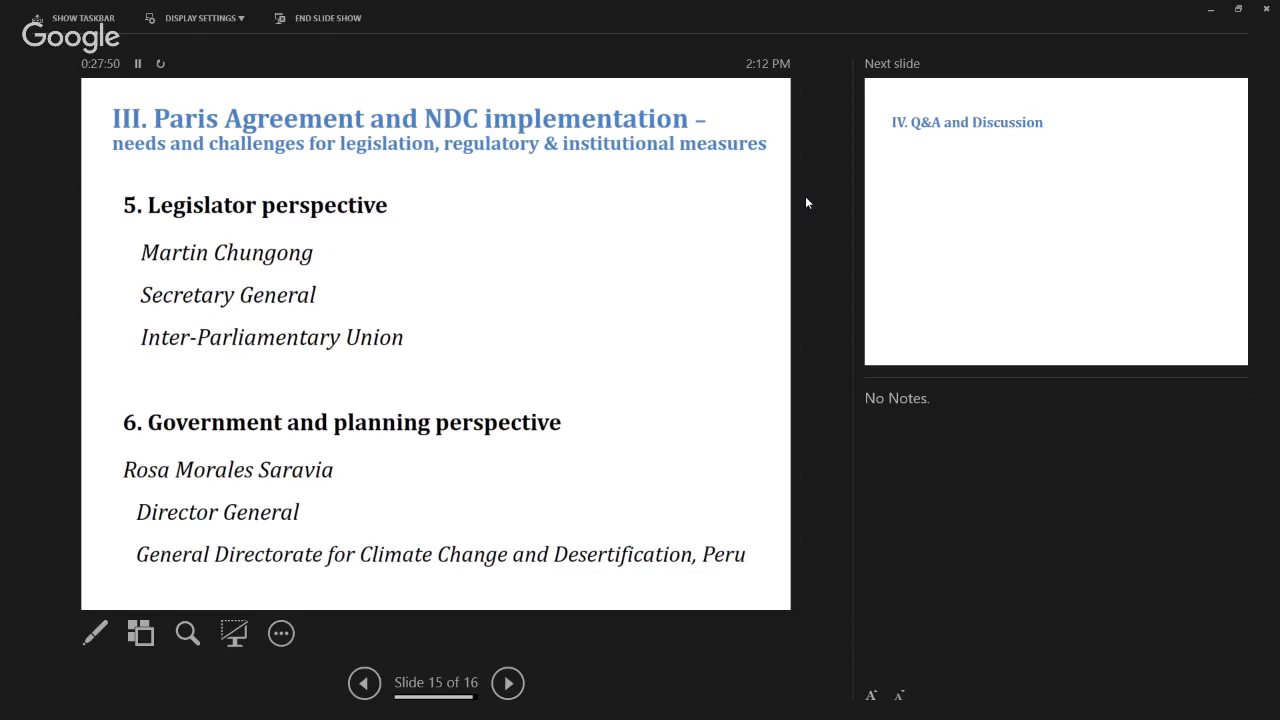 SHOW TASKBAR DISPLAY SETTINGS ▼ END SLIDE SHOW
Google
0:27:50 2:12 PM
III. Paris Agreement and NDC implementation –
needs and challenges for legislation, regulatory & institutional measures
5. Legislator perspective
Martin Chungong
Secretary General
Inter-Parliamentary Union
6. Government and planning perspective
Rosa Morales Saravia
Director General
General Directorate for Climate Change and Desertification, Peru
Slide 15 of 16
Next slide
IV. Q&A and Discussion
No Notes.
A A